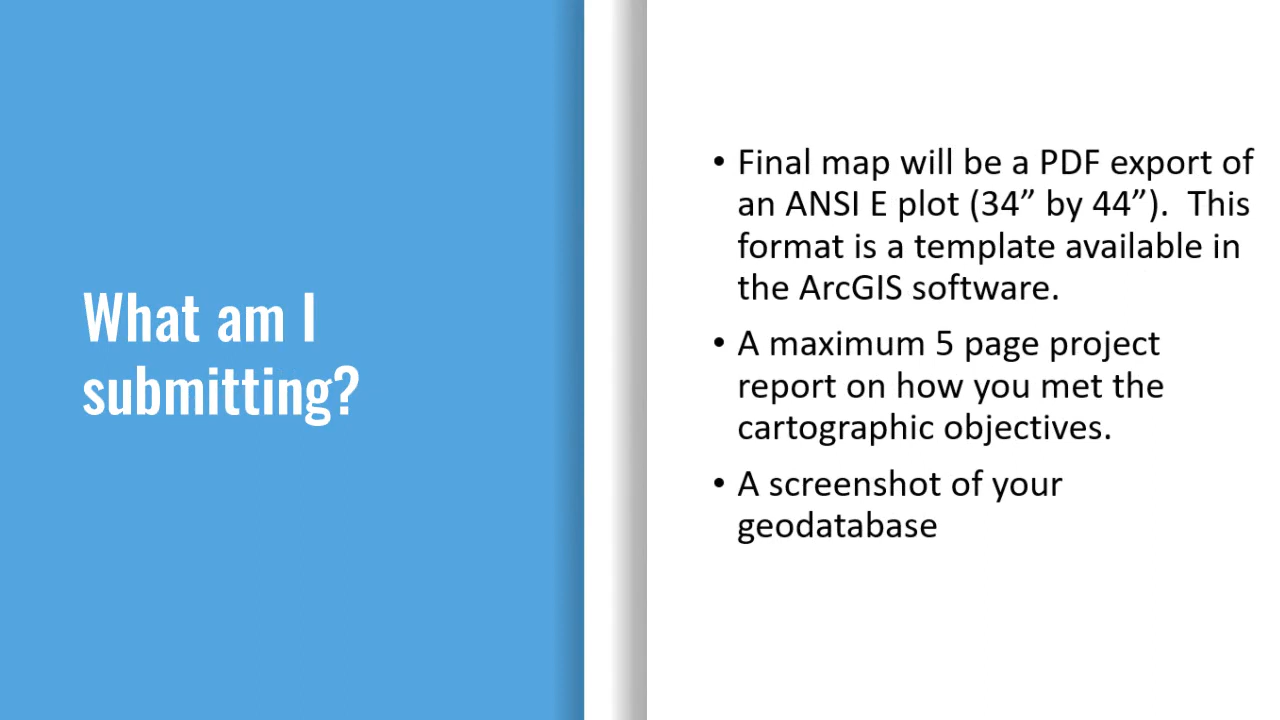 What am I
submitting?
• Final map will be a PDF export of
an ANSI E plot (34” by 44”).  This
format is a template available in
the ArcGIS software.
• A maximum 5 page project
report on how you met the
cartographic objectives.
• A screenshot of your
geodatabase